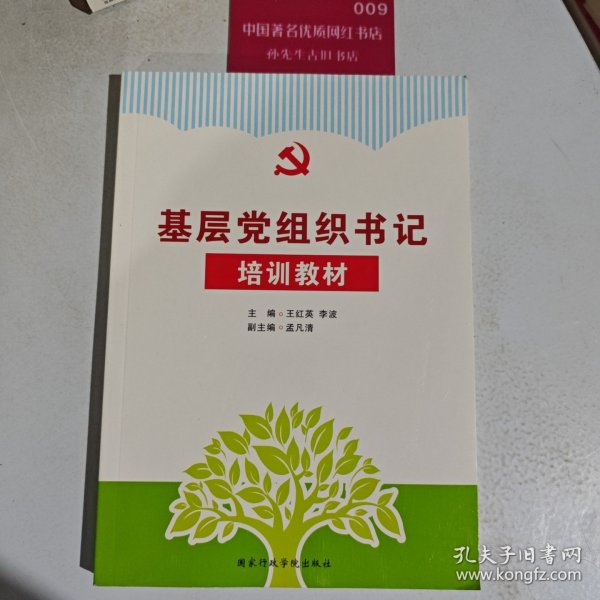 009
中国著名优质网红书店
孙先生古旧书店
基层党组织书记
培训教材
主 编○王红英 李波
副主编○孟凡清
国家行政学院出版社
孔夫子旧书网
www.kongfz.com